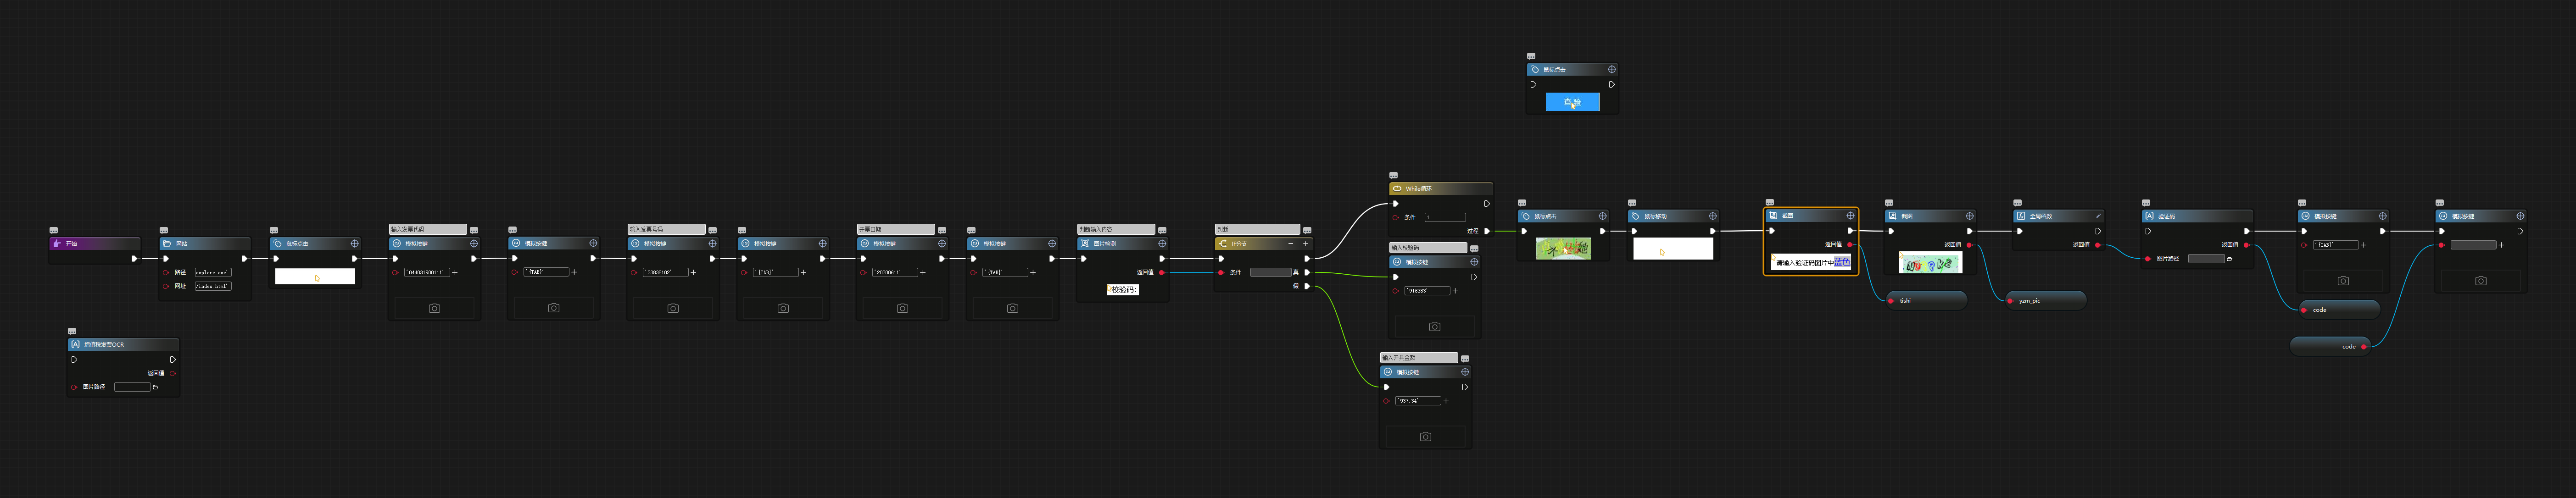 鼠标点击
查 验
While循环
条件
1
过程
输入校验码
模拟按键
'916383'
输入开具金额
模拟按键
'937.34'
开始
网站
路径
explore.exe'
网址
/index.html'
鼠标点击
输入发票代码
模拟按键
'044031900111'
模拟按键
'{TAB}'
输入发票号码
模拟按键
'23038102'
模拟按键
'{TAB}'
开票日期
模拟按键
'20220611'
模拟按键
'{TAB}'
判断输入内容
图片检测
返回值
校验码:
判断
IF分支
条件
真
假
鼠标点击
鼠标移动
截图
返回值
请输入验证码图片中蓝色
截图
返回值
全局函数
返回值
验证码
返回值
图片路径
模拟按键
'{TAB}'
模拟按键
tishi
yzm_pic
code
code
增值税发票OCR
返回值
图片路径